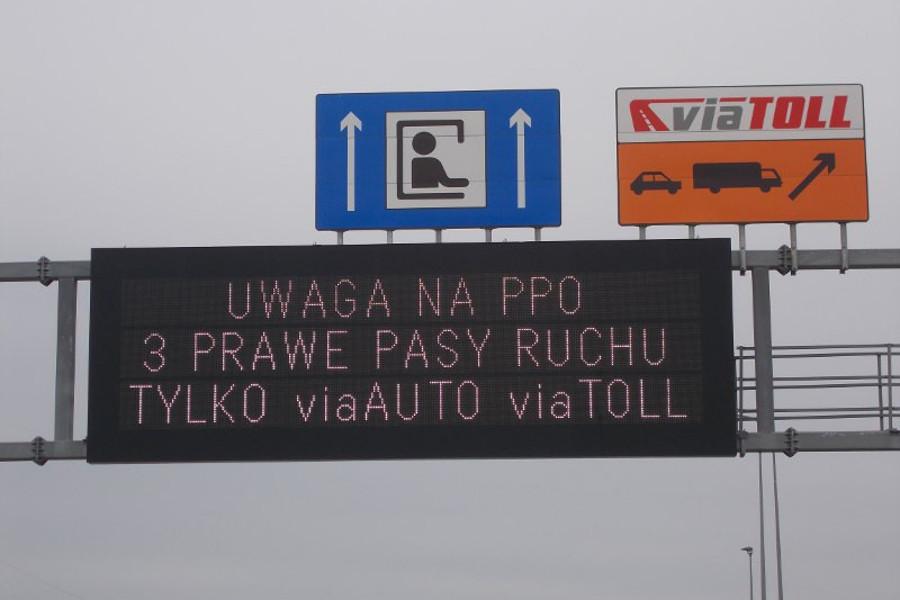 viaTOLL
UWAGA NA PPO
3 PRAWE PASY RUCHU
TYLKO viaAUTO viaTOLL